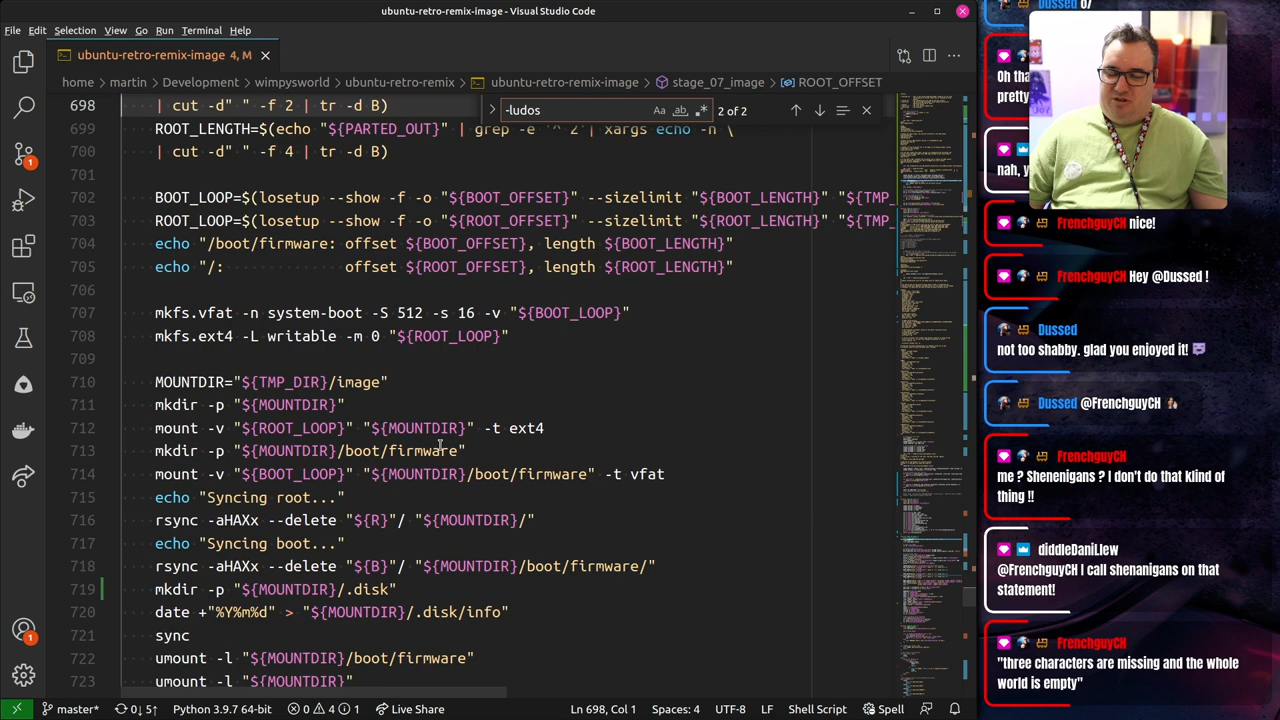 ubuntu-retro-remix-image - Visual Studio Code
File Edit Selection View Go Run Terminal Help
ubuntu-retro-remix-image 4, M
home > martin > Development > wimpysworld > ubuntu-retro-remix > ubuntu-retro-remix-image > stage_07_image > ROOT_OFFSET
-ludos
Aa ab .* 2 of 2
698 | cut -d" " -f 2 | tr -d B)
699 ROOT_LENGTH=$(echo "${PARTED_OUT}" | grep -e '^ 2' | xargs echo -n \
700 | cut -d" " -f 4 | tr -d B)
701
702 BOOT_LOOP=$(losetup --show -f -o "${BOOT_OFFSET}" --sizelimit "${BOOT_LENGTH}" "${TMP_
703 ROOT_LOOP=$(losetup --show -f -o "${ROOT_OFFSET}" --sizelimit "${ROOT_LENGTH}" "${TMP_
704 echo "/boot/firmware: offset ${BOOT_OFFSET}, length ${BOOT_LENGTH}"
705 echo "/: offset ${ROOT_OFFSET}, length ${ROOT_LENGTH}"
706
707 mkfs.vfat -n system-boot -S 512 -s 16 -v "${BOOT_LOOP}"
708 mkfs.ext4 -L writable -m 0 "${ROOT_LOOP}"
709
710 MOUNTDIR="${TMP_DIR}/image"
711 mkdir -p "${MOUNTDIR}"
712 mount -v "${ROOT_LOOP}" "${MOUNTDIR}" -t ext4
713 mkdir -p "${MOUNTDIR}/boot/firmware"
714 mount -v "${BOOT_LOOP}" "${MOUNTDIR}/boot/firmware" -t vfat
715 echo "Syncing root..."
716 rsync -aHAXx --delete "${R}"/ "${MOUNTDIR}/"
717 echo "Syncing boot..."
718 rsync -aHAXx --delete "${B}"/ "${MOUNTDIR}/boot/firmware/"
719 mkdir -p "${MOUNTDIR}/.disk"
720 date "%Y%m%d" > "${MOUNTDIR}/.disk/info"
721 sync
722 umount -l "${MOUNTDIR}/boot/firmware"
723 umount -l "${MOUNTDIR}"
1
1
master* 5↑ Python 2.7.18 64-bit 0 4 1 Live Share Ln 698, Col 1 Spaces: 4 UTF-8 LF Shell Script Spell
Dussed o/
Oh tha
pretty
nah, y
FrenchguyCH nice!
FrenchguyCH Hey @Dussed !
Dussed
not too shabby. glad you enjoyed it!
Dussed @FrenchguyCH
FrenchguyCH
me ? Shenenigans ? I don't do that kind of
thing !!
diddleDaniLlew
@FrenchguyCH I call shenanigans on that
statement!
FrenchguyCH
"three characters are missing and the whole
world is empty"